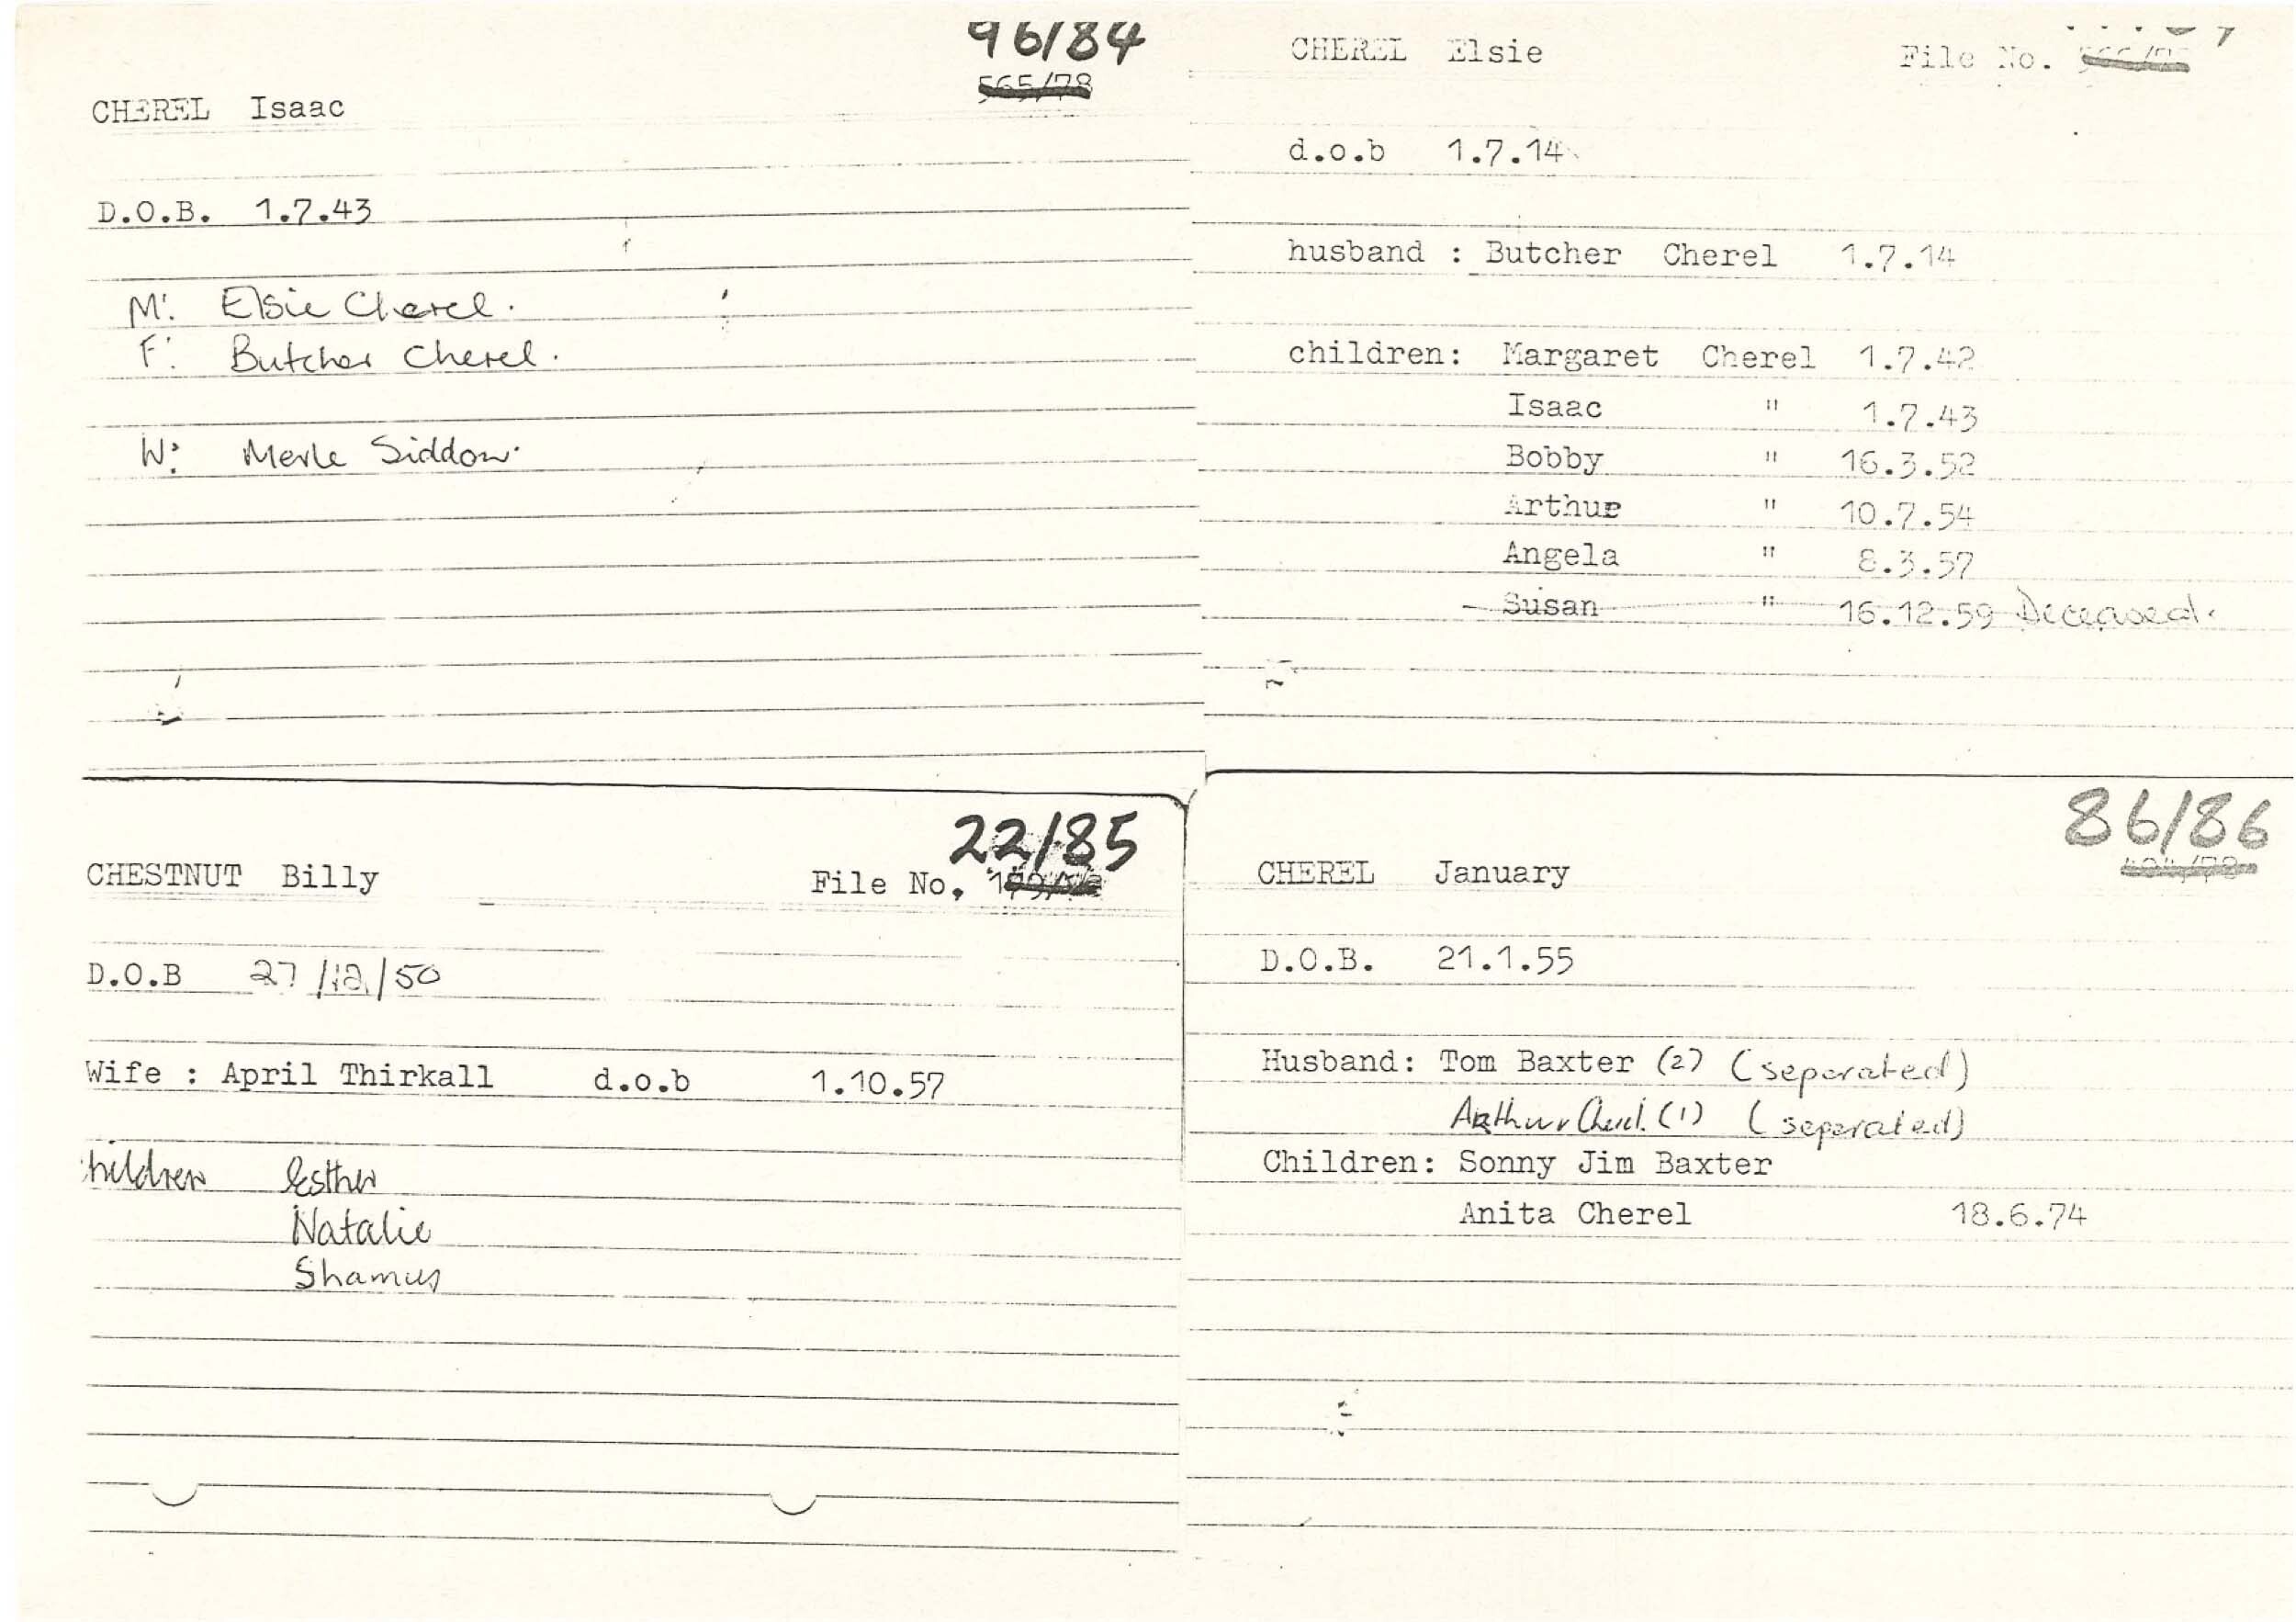 96/84
565/78
CHEREL Isaac
D.O.B. 1.7.43
M: Elsie Cherel.
F: Butcher Cherel.
W: Merle Siddon.
CHEREL Elsie File No.
d.o.b 1.7.14
husband : Butcher Cherel 1.7.14
children: Margaret Cherel 1.7.42
Isaac " 1.7.43
Bobby " 16.3.52
Arthur " 10.7.54
Angela " 8.3.57
Susan " 16.12.59 Deceased.
22/85
CHESTNUT Billy File No.
D.O.B 27/12/50
Wife : April Thirkall d.o.b 1.10.57
hildren Esther
Natalie
Shamus
86/86
CHEREL January
D.O.B. 21.1.55
Husband: Tom Baxter (2) (seperated)
Arthur Cherel. (1) (seperated)
Children: Sonny Jim Baxter
Anita Cherel 18.6.74